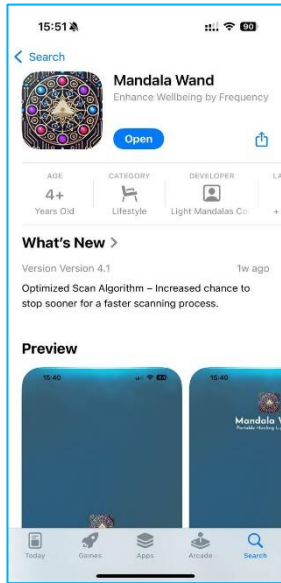 15:51
90
Search
Mandala Wand
Enhance Wellbeing by Frequency
Open
AGE
CATEGORY
DEVELOPER
LA
4+
Years Old
Lifestyle
Light Mandalas Co
+
What's New >
Version Version 4.1
1w ago
Optimized Scan Algorithm – Increased chance to
stop sooner for a faster scanning process.
Preview
15:40
15:40
Mandala W
Today
Games
Apps
Arcade
Search